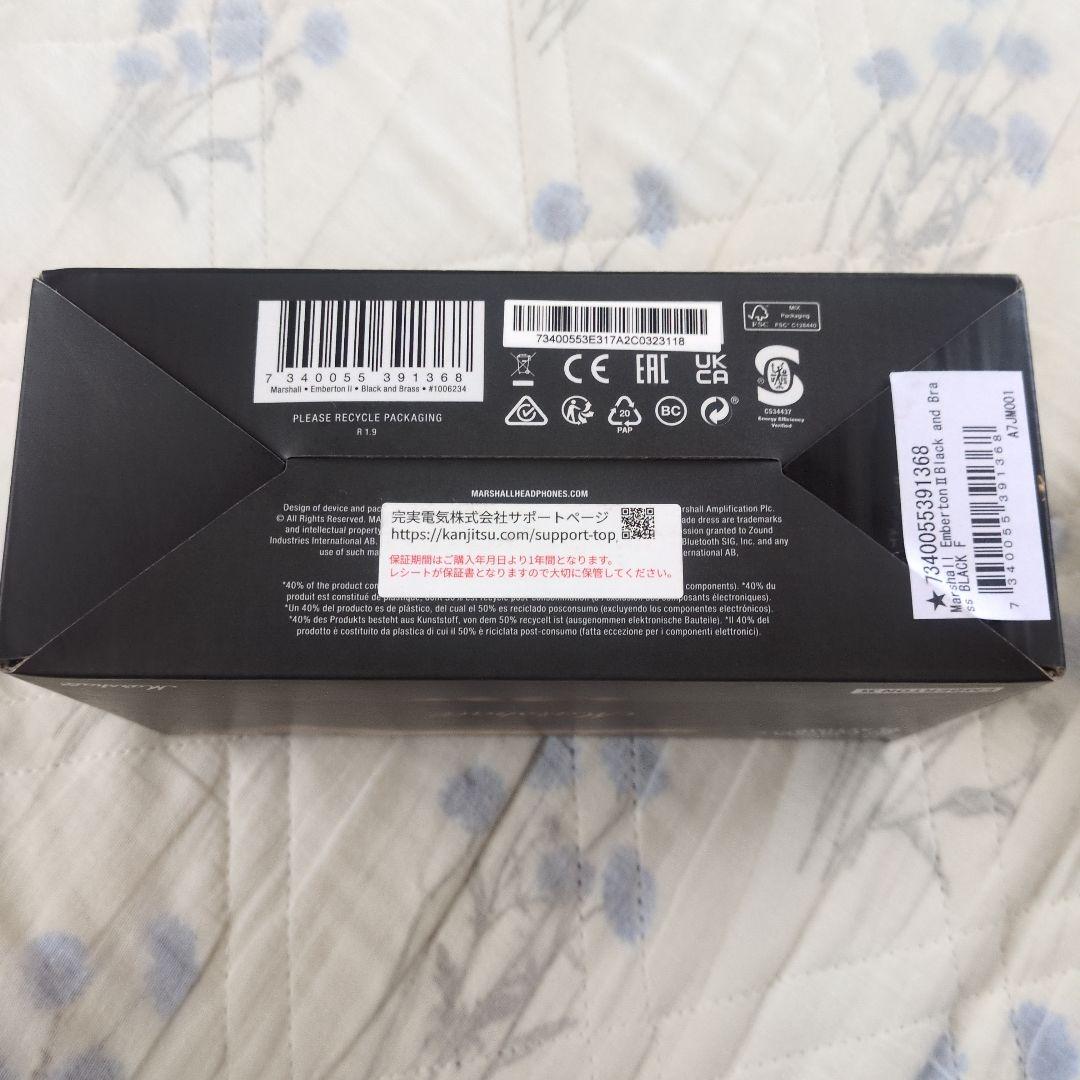 7 340055 391368
Marshall • Emberton II • Black and Brass • #1006234
PLEASE RECYCLE PACKAGING
R 1.9
73400553E317A2C0323118
CE
EAC
UK
CA
20
PAP
BC
FSC
MIX
Packaging
FSC® C128440
CS34437
Energy Efficiency
Verified
MARSHALLHEADPHONES.COM
Design of device and pac
rshall Amplification Plc.
© All Rights Reserved. MA
ade dress are trademarks
and intellectual property
ssion granted to Zound
Industries International AB.
Bluetooth SIG, Inc. and any
use of such mar
ernational AB,
完実電気株式会社サポートページ
https://kanjitsu.com/support-top
保証期間はご購入年月日より1年間となります。
レシートが保証書となりますので大切に保管してください。
*40% of the product con
components). *40% du
produit est constitué de plastique, dont 50% est recyclé post-consommation
osants électroniques).
*Un 40% del producto es de plástico, del cual el 50% es reciclado posconsumo (excluyendo los componentes electrónicos).
*40% des Produkts besteht aus Kunststoff, von dem 50% recycelt ist (ausgenommen elektronische Bauteile). *Il 40% del
prodotto è costituito da plastica di cui il 50% è riciclata post-consumo (fatta eccezione per i componenti elettronici).
★ 7340055391368
Marshall EmbertonⅡBlack and Bra
ss BLACK F
7 340055 391368
A7JM001
Marshall